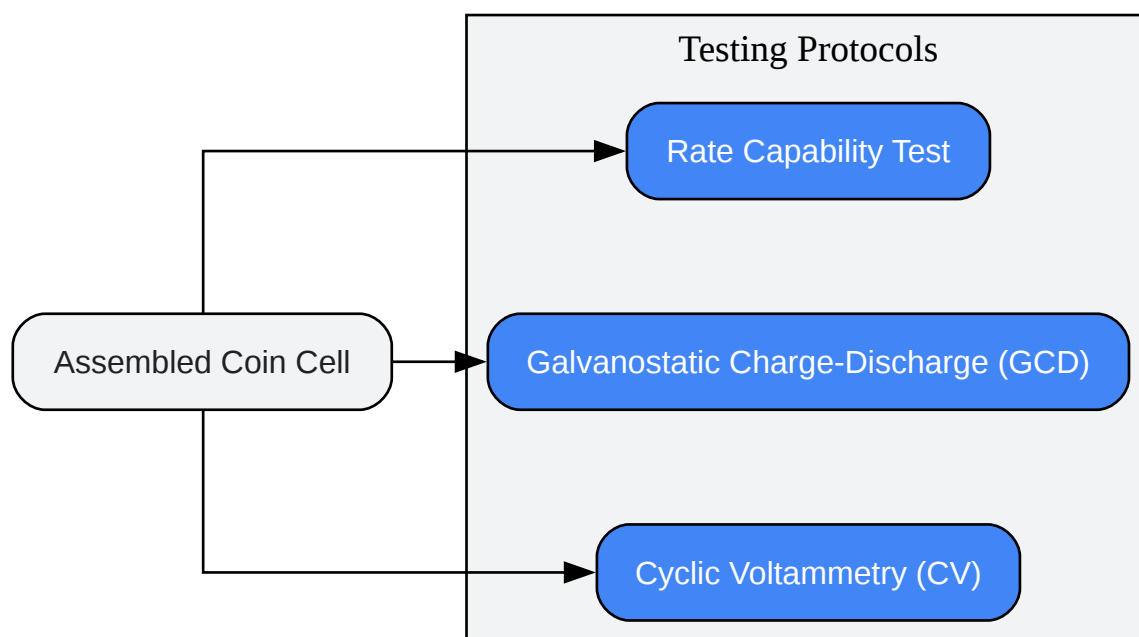 Testing Protocols
Rate Capability Test
Assembled Coin Cell
Galvanostatic Charge-Discharge (GCD)
Cyclic Voltammetry (CV)